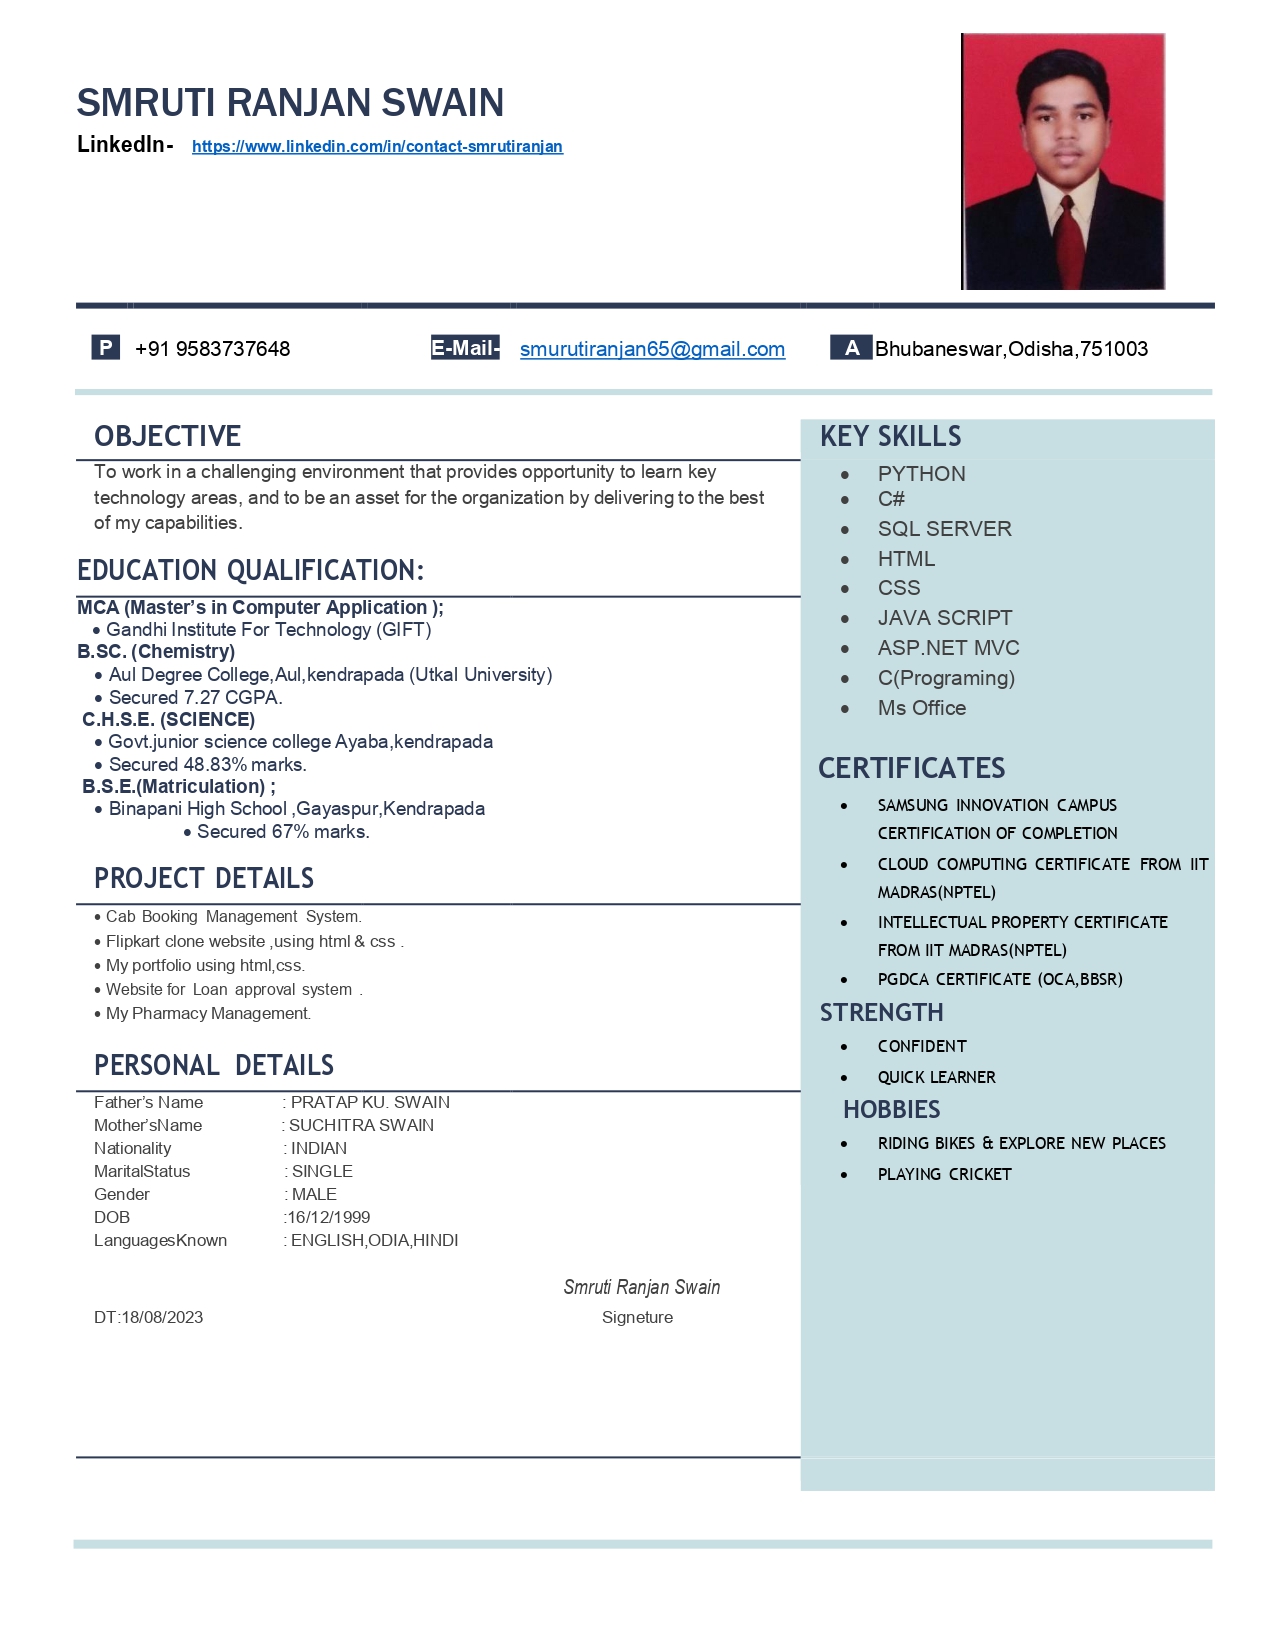 SMRUTI RANJAN SWAIN
LinkedIn- https://www.linkedin.com/in/contact-smrutiranjan
P +91 9583737648 E-Mail- smurutiranjan65@gmail.com A Bhubaneswar,Odisha,751003
OBJECTIVE
To work in a challenging environment that provides opportunity to learn key
technology areas, and to be an asset for the organization by delivering to the best
of my capabilities.
EDUCATION QUALIFICATION:
MCA (Master's in Computer Application );
• Gandhi Institute For Technology (GIFT)
B.SC. (Chemistry)
• Aul Degree College,Aul,kendrapada (Utkal University)
• Secured 7.27 CGPA.
C.H.S.E. (SCIENCE)
• Govt.junior science college Ayaba,kendrapada
• Secured 48.83% marks.
B.S.E.(Matriculation) ;
• Binapani High School ,Gayaspur,Kendrapada
• Secured 67% marks.
PROJECT DETAILS
• Cab Booking Management System.
• Flipkart clone website ,using html & css .
• My portfolio using html,css.
• Website for Loan approval system .
• My Pharmacy Management.
PERSONAL DETAILS
Father's Name : PRATAP KU. SWAIN
Mother'sName : SUCHITRA SWAIN
Nationality : INDIAN
MaritalStatus : SINGLE
Gender : MALE
DOB :16/12/1999
LanguagesKnown : ENGLISH,ODIA,HINDI
Smruti Ranjan Swain
DT:18/08/2023 Signeture
KEY SKILLS
• PYTHON
• C#
• SQL SERVER
• HTML
• CSS
• JAVA SCRIPT
• ASP.NET MVC
• C(Programing)
• Ms Office
CERTIFICATES
• SAMSUNG INNOVATION CAMPUS
CERTIFICATION OF COMPLETION
• CLOUD COMPUTING CERTIFICATE FROM IIT
MADRAS(NPTEL)
• INTELLECTUAL PROPERTY CERTIFICATE
FROM IIT MADRAS(NPTEL)
• PGDCA CERTIFICATE (OCA,BBSR)
STRENGTH
• CONFIDENT
• QUICK LEARNER
HOBBIES
• RIDING BIKES & EXPLORE NEW PLACES
• PLAYING CRICKET